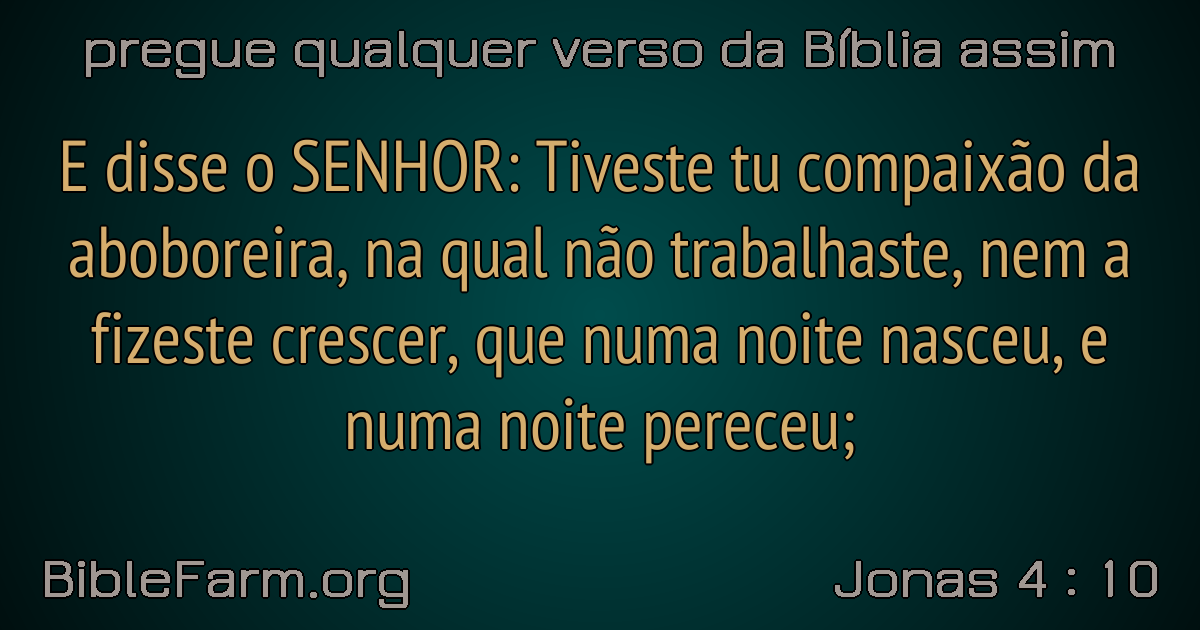 pregue qualquer verso da Bíblia assim
E disse o SENHOR: Tiveste tu compaixão da
aboboreira, na qual não trabalhaste, nem a
fizeste crescer, que numa noite nasceu, e
numa noite pereceu;
BibleFarm.org
Jonas 4 : 10